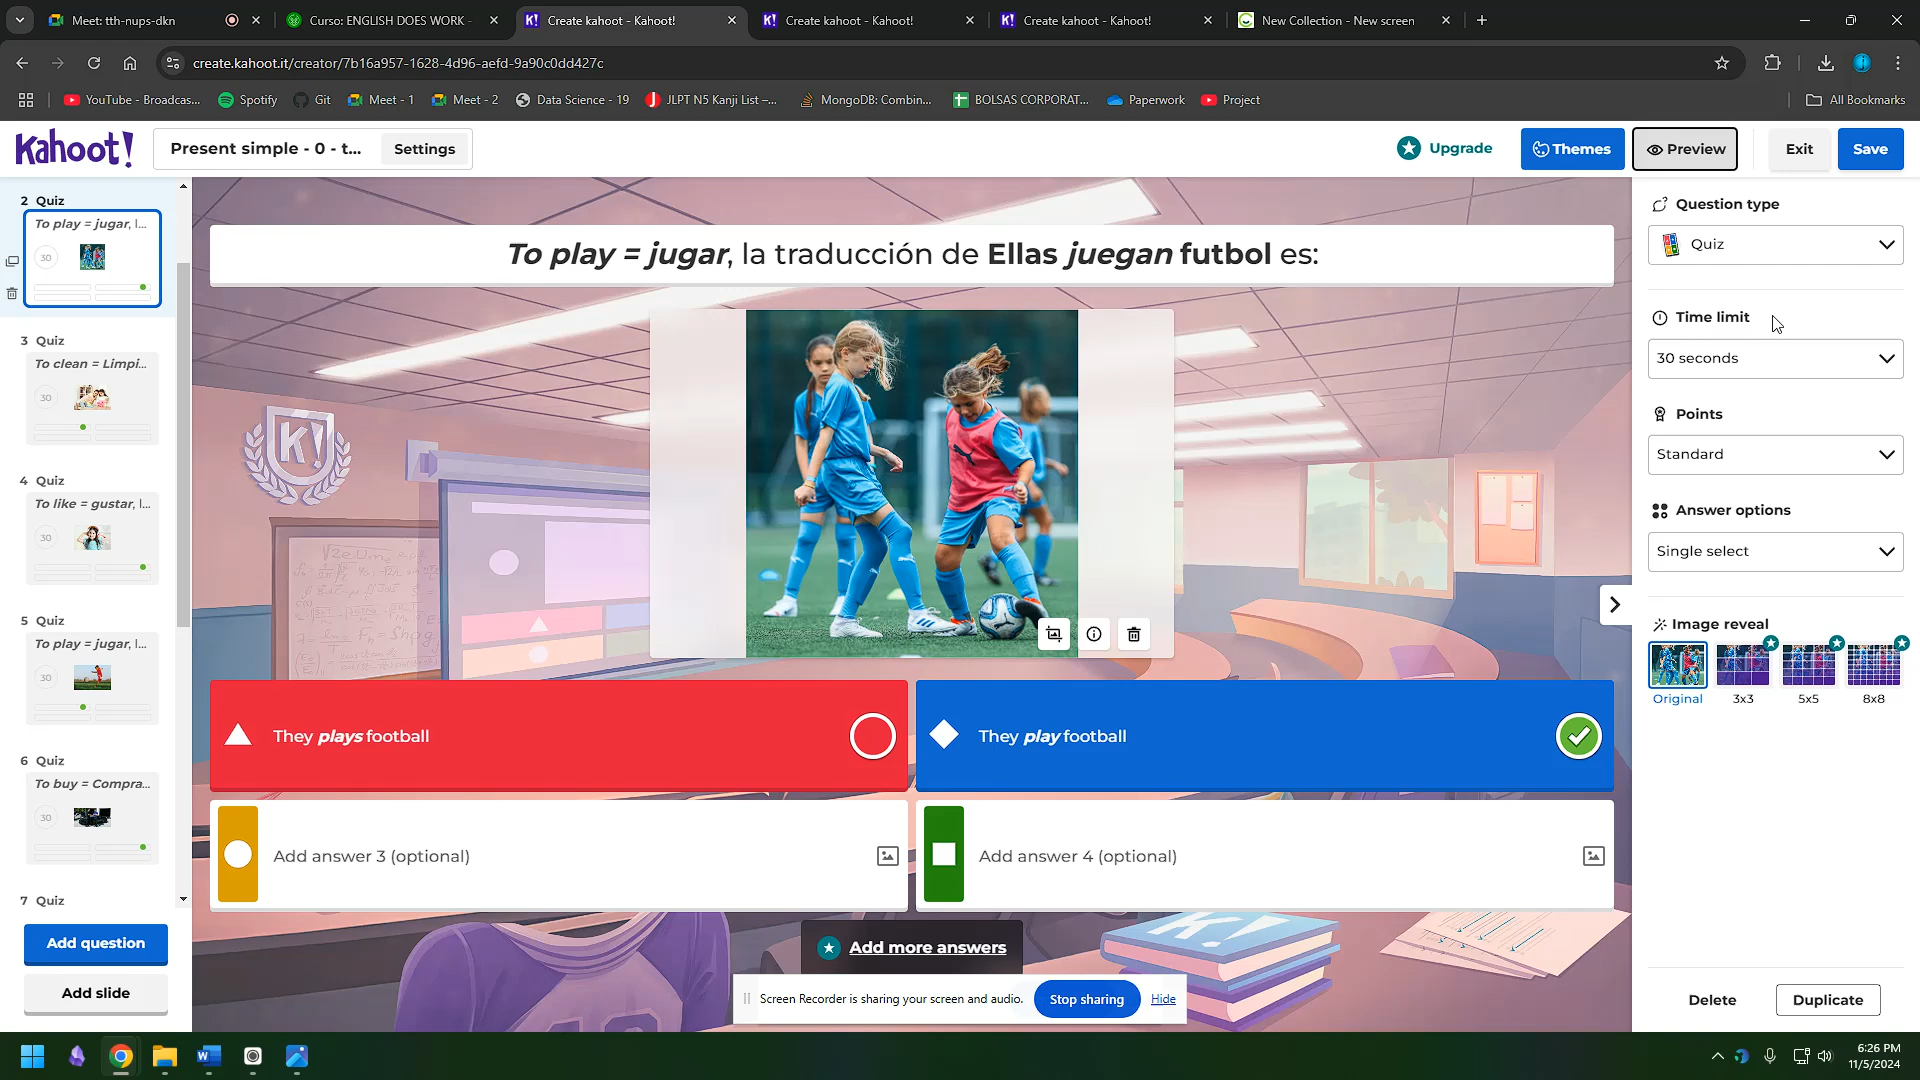 Meet: tth-nups-dkn
Curso: ENGLISH DOES WORK -
Create kahoot - Kahoot!
Create kahoot - Kahoot!
Create kahoot - Kahoot!
New Collection - New screen
create.kahoot.it/creator/7b16a957-1628-4d96-aefd-9a90c0dd427c
YouTube - Broadcas...
Spotify
Git
Meet - 1
Meet - 2
Data Science - 19
JLPT N5 Kanji List –...
MongoDB: Combin...
BOLSAS CORPORAT...
Paperwork
Project
All Bookmarks
Kahoot!
Present simple - 0 - t...
Settings
Upgrade
Themes
Preview
Exit
Save
2 Quiz
To play = jugar, l...
30
3 Quiz
To clean = Limpi...
30
4 Quiz
To like = gustar, l...
30
5 Quiz
To play = jugar, l...
30
6 Quiz
To buy = Compra...
30
7 Quiz
Add question
Add slide
To play = jugar, la traducción de Ellas juegan futbol es:
K!
They plays football
They play football
Add answer 3 (optional)
Add answer 4 (optional)
Add more answers
K!
Screen Recorder is sharing your screen and audio.
Stop sharing
Hide
Question type
Quiz
Time limit
30 seconds
Points
Standard
Answer options
Single select
Image reveal
Original
3x3
5x5
8x8
Delete
Duplicate
6:26 PM
11/5/2024